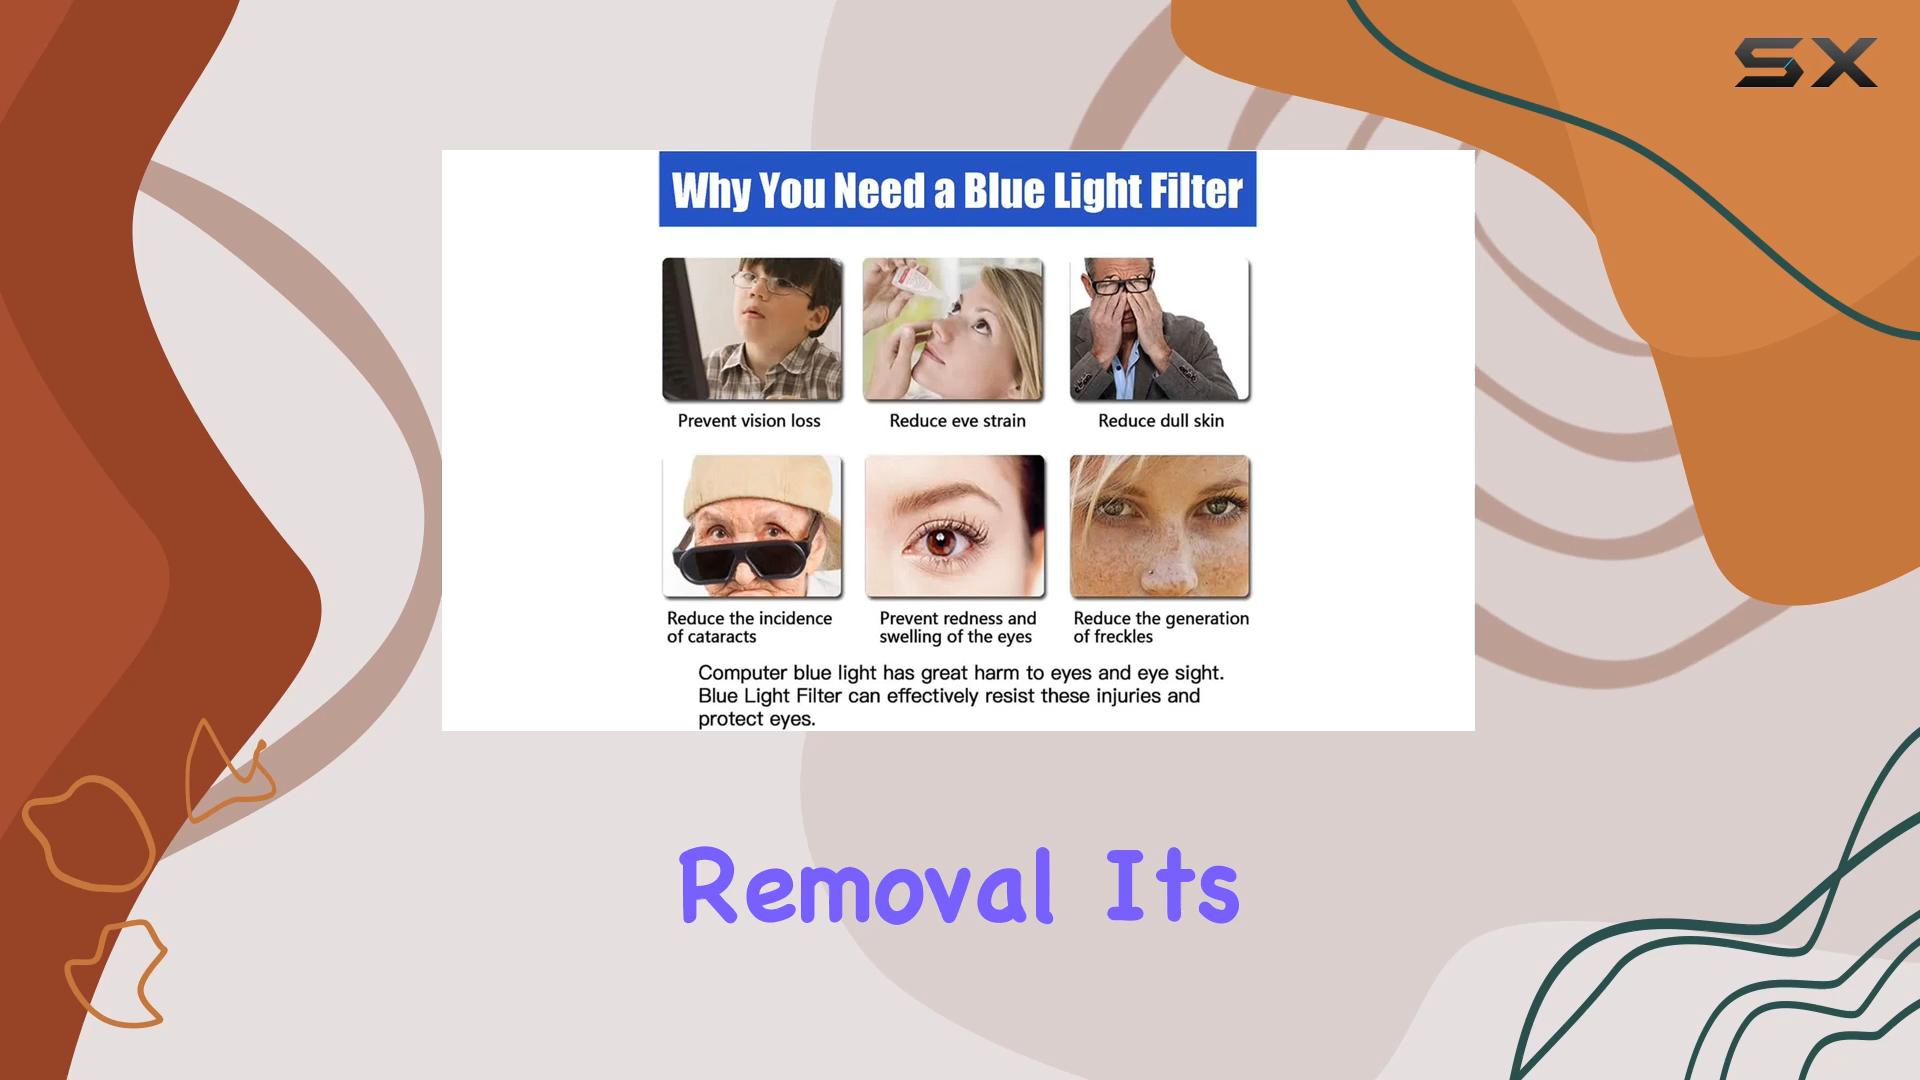 SX
Why You Need a Blue Light Filter
Prevent vision loss
Reduce eye strain
Reduce dull skin
Reduce the incidence
of cataracts
Prevent redness and
swelling of the eyes
Reduce the generation
of freckles
Computer blue light has great harm to eyes and eye sight.
Blue Light Filter can effectively resist these injuries and
protect eyes.
Removal Its